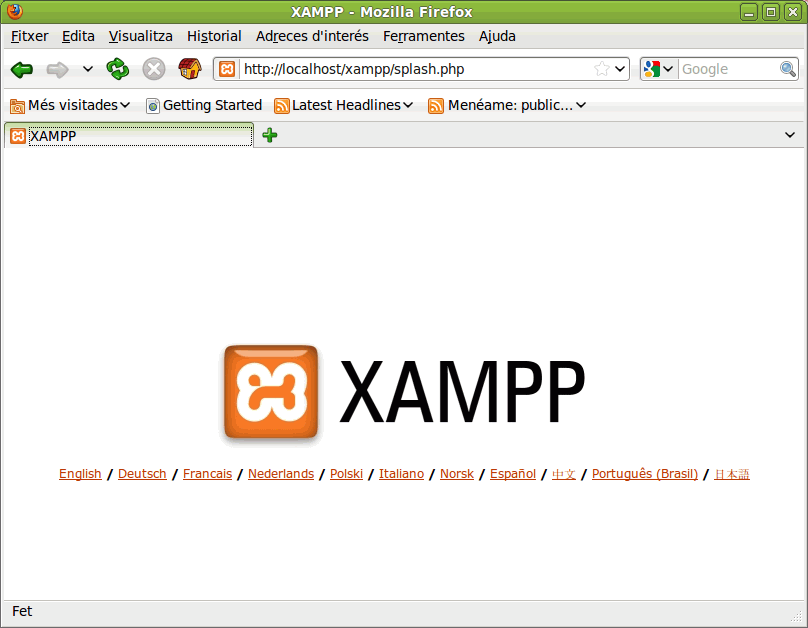 XAMPP - Mozilla Firefox
Fitxer Edita Visualitza Historial Adreces d'interés Ferramentes Ajuda
http://localhost/xampp/splash.php Google
Més visitades Getting Started Latest Headlines Menéame: public...
XAMPP
XAMPP
English / Deutsch / Francais / Nederlands / Polski / Italiano / Norsk / Español / 中文 / Português (Brasil) / 日本語
Fet